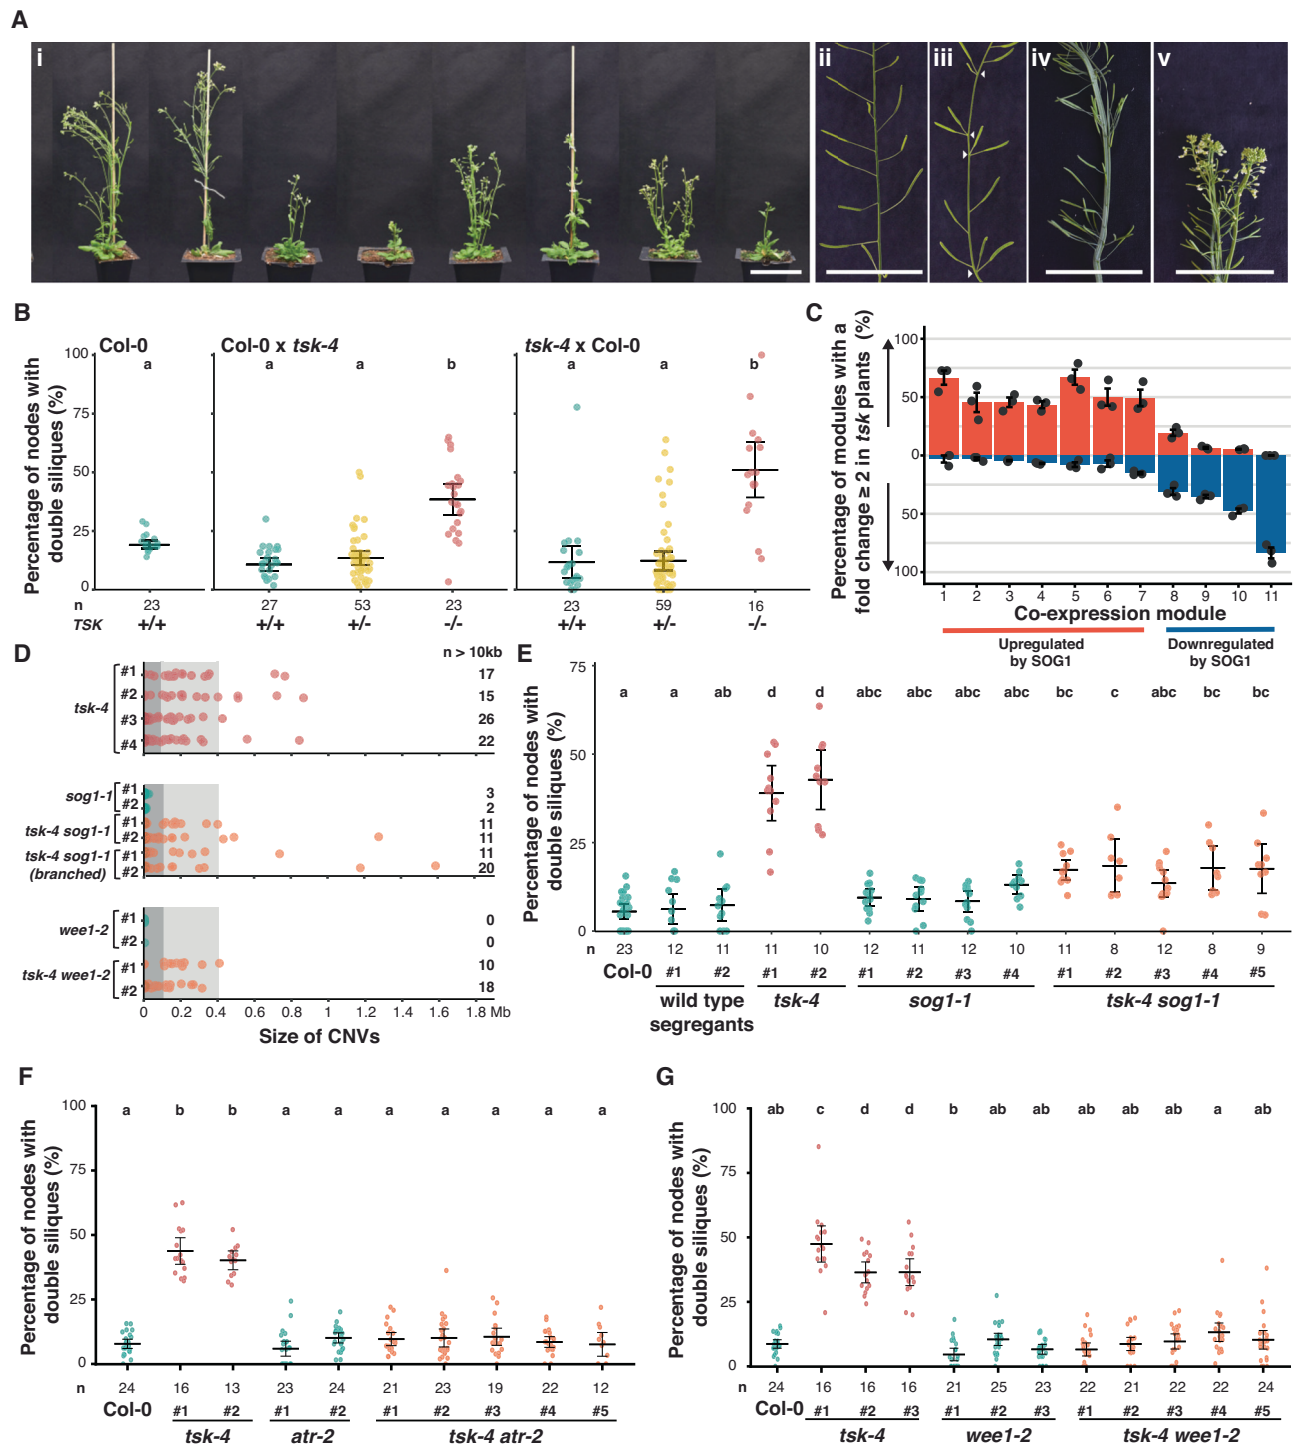 A
i
ii
iii
iv
v
B
Percentage of nodes with
double siliques (%)
Col-0
Col-0 x tsk-4
tsk-4 x Col-0
100
75
50
25
0
a a a b a a b
n 23 27 53 23 23 59 16
TSK +/+ +/+ +/- -/- +/+ +/- -/-
C
Percentage of modules with a
fold change ≥ 2 in tsk plants (%)
100
50
0
50
100
1 2 3 4 5 6 7 8 9 10 11
Co-expression module
Upregulated
by SOG1
Downregulated
by SOG1
D
n > 10kb
tsk-4
#1 17
#2 15
#3 26
#4 22
sog1-1
#1 3
#2 2
tsk-4 sog1-1
#1 11
#2 11
tsk-4 sog1-1
(branched)
#1 11
#2 20
wee1-2
#1 0
#2 0
tsk-4 wee1-2
#1 10
#2 18
0 0.2 0.4 0.6 0.8 1 1.2 1.4 1.6 1.8 Mb
Size of CNVs
E
Percentage of nodes with
double siliques (%)
75
50
25
0
a a ab d d abc abc abc abc bc c abc bc bc
n 23 12 11 11 10 12 11 12 10 11 8 12 8 9
Col-0 #1 #2 #1 #2 #1 #2 #3 #4 #1 #2 #3 #4 #5
wild type
segregants
tsk-4
sog1-1
tsk-4 sog1-1
F
Percentage of nodes with
double siliques (%)
100
75
50
25
0
a b b a a a a a a a
n 24 16 13 23 24 21 23 19 22 12
Col-0 #1 #2 #1 #2 #1 #2 #3 #4 #5
tsk-4 atr-2 tsk-4 atr-2
G
Percentage of nodes with
double siliques (%)
100
75
50
25
0
ab c d d b ab ab ab ab ab a ab
n 24 16 16 16 21 25 23 22 21 22 22 24
Col-0 #1 #2 #3 #1 #2 #3 #1 #2 #3 #4 #5
tsk-4 wee1-2 tsk-4 wee1-2